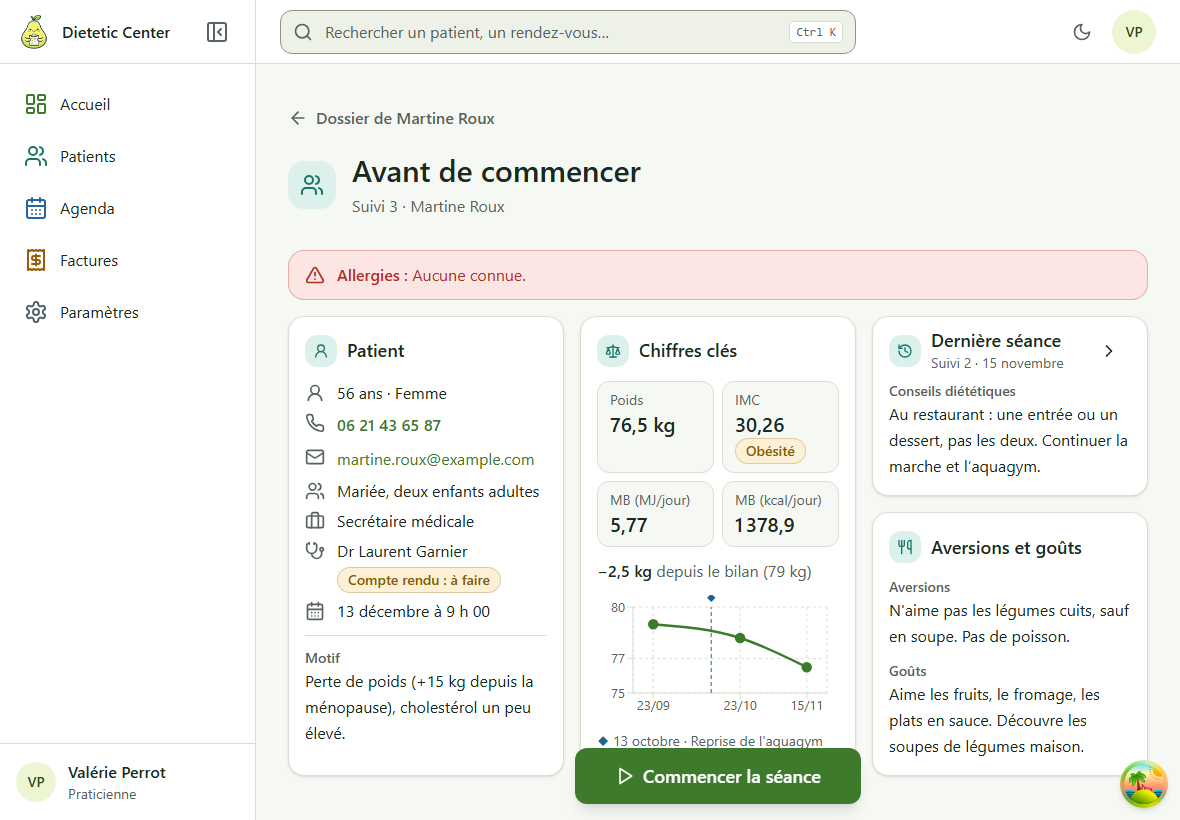 Dietetic Center
Rechercher un patient, un rendez-vous...
Ctrl K
VP
Accueil
Patients
Agenda
Factures
Paramètres
VP
Valérie Perrot
Praticienne
Dossier de Martine Roux
Avant de commencer
Suivi 3 · Martine Roux
Allergies : Aucune connue.
Patient
56 ans · Femme
06 21 43 65 87
martine.roux@example.com
Mariée, deux enfants adultes
Secrétaire médicale
Dr Laurent Garnier
Compte rendu : à faire
13 décembre à 9 h 00
Motif
Perte de poids (+15 kg depuis la
ménopause), cholestérol un peu
élevé.
Chiffres clés
Poids
76,5 kg
IMC
30,26
Obésité
MB (MJ/jour)
5,77
MB (kcal/jour)
1 378,9
−2,5 kg depuis le bilan (79 kg)
80
77
75
23/09
23/10
15/11
13 octobre · Reprise de l'aquagym
Commencer la séance
Dernière séance
Suivi 2 · 15 novembre
Conseils diététiques
Au restaurant : une entrée ou un
dessert, pas les deux. Continuer la
marche et l'aquagym.
Aversions et goûts
Aversions
N'aime pas les légumes cuits, sauf
en soupe. Pas de poisson.
Goûts
Aime les fruits, le fromage, les
plats en sauce. Découvre les
soupes de légumes maison.